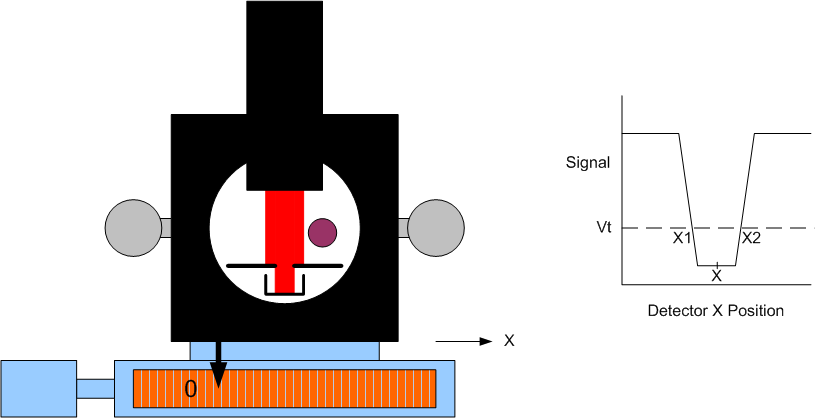 0
X
Signal
Vt
X1
X2
X
Detector X Position